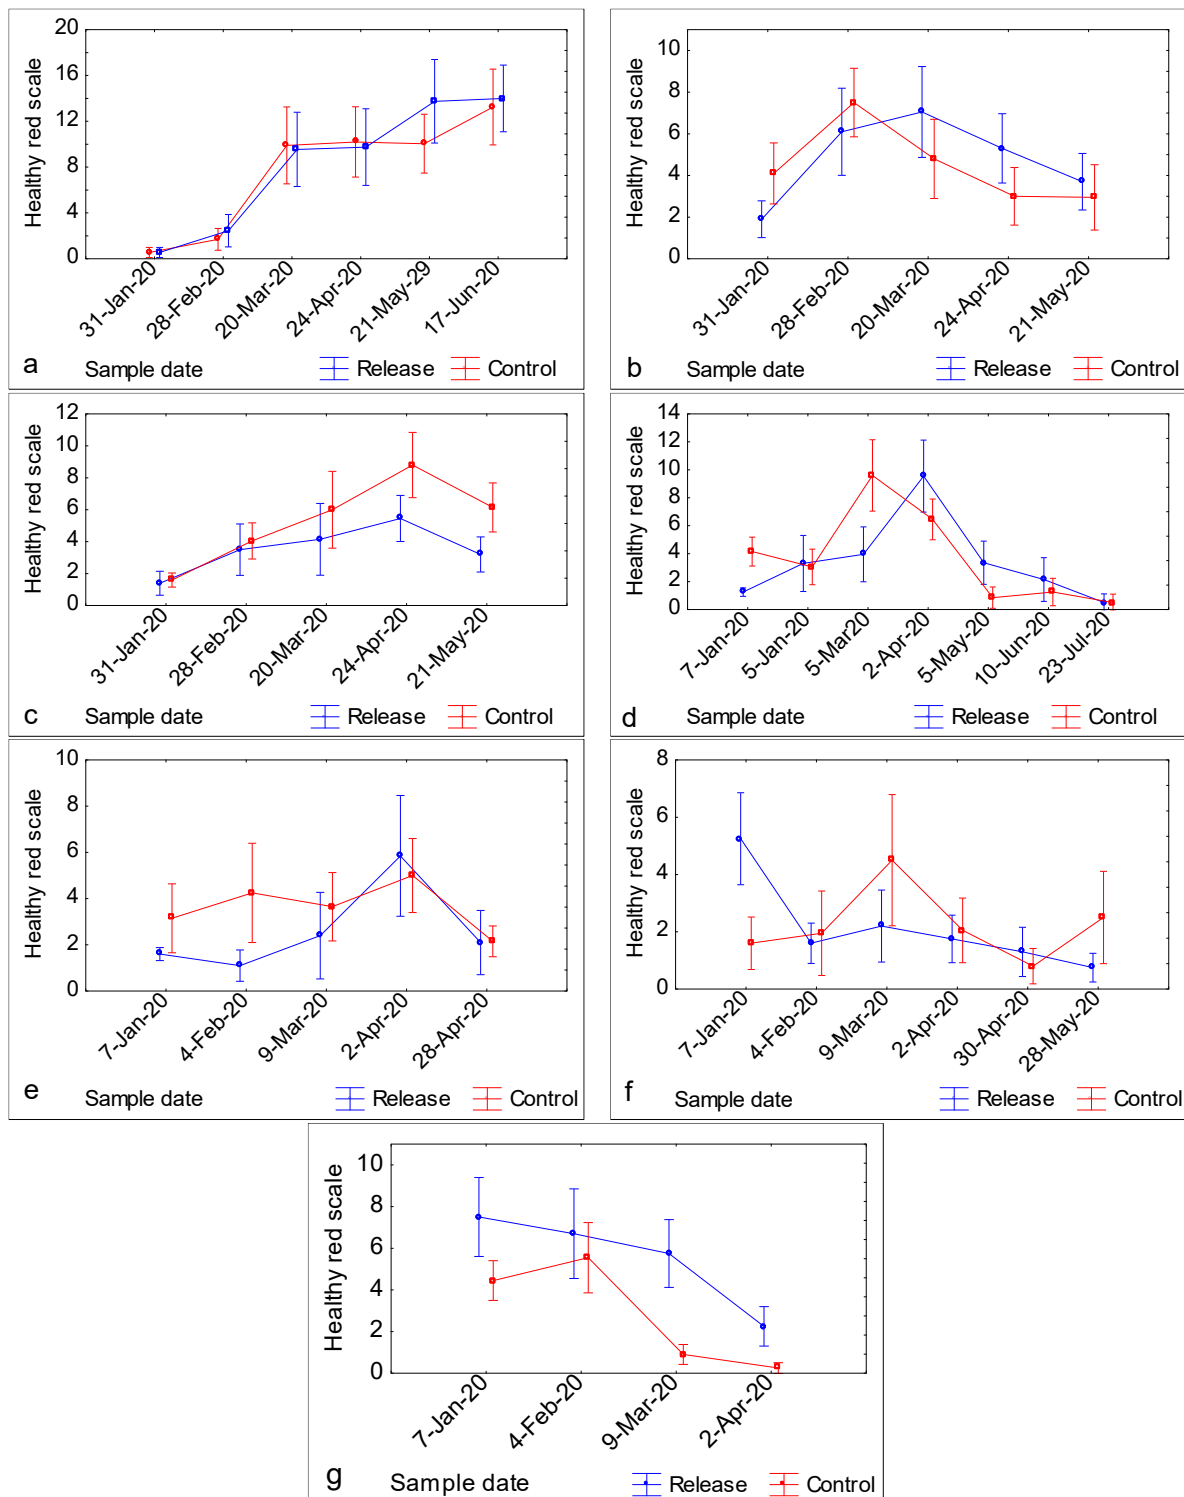 20
16
12
8
4
0
Healthy red scale
31-Jan-20
28-Feb-20
20-Mar-20
24-Apr-20
21-May-29
17-Jun-20
a Sample date Release Control
10
8
6
4
2
0
Healthy red scale
31-Jan-20
28-Feb-20
20-Mar-20
24-Apr-20
21-May-20
b Sample date Release Control
12
10
8
6
4
2
0
Healthy red scale
31-Jan-20
28-Feb-20
20-Mar-20
24-Apr-20
21-May-20
c Sample date Release Control
14
12
10
8
6
4
2
0
Healthy red scale
7-Jan-20
5-Jan-20
5-Mar20
2-Apr-20
5-May-20
10-Jun-20
23-Jul-20
d Sample date Release Control
10
8
6
4
2
0
Healthy red scale
7-Jan-20
4-Feb-20
9-Mar-20
2-Apr-20
28-Apr-20
e Sample date Release Control
8
6
4
2
0
Healthy red scale
7-Jan-20
4-Feb-20
9-Mar-20
2-Apr-20
30-Apr-20
28-May-20
f Sample date Release Control
10
8
6
4
2
0
Healthy red scale
7-Jan-20
4-Feb-20
9-Mar-20
2-Apr-20
g Sample date Release Control